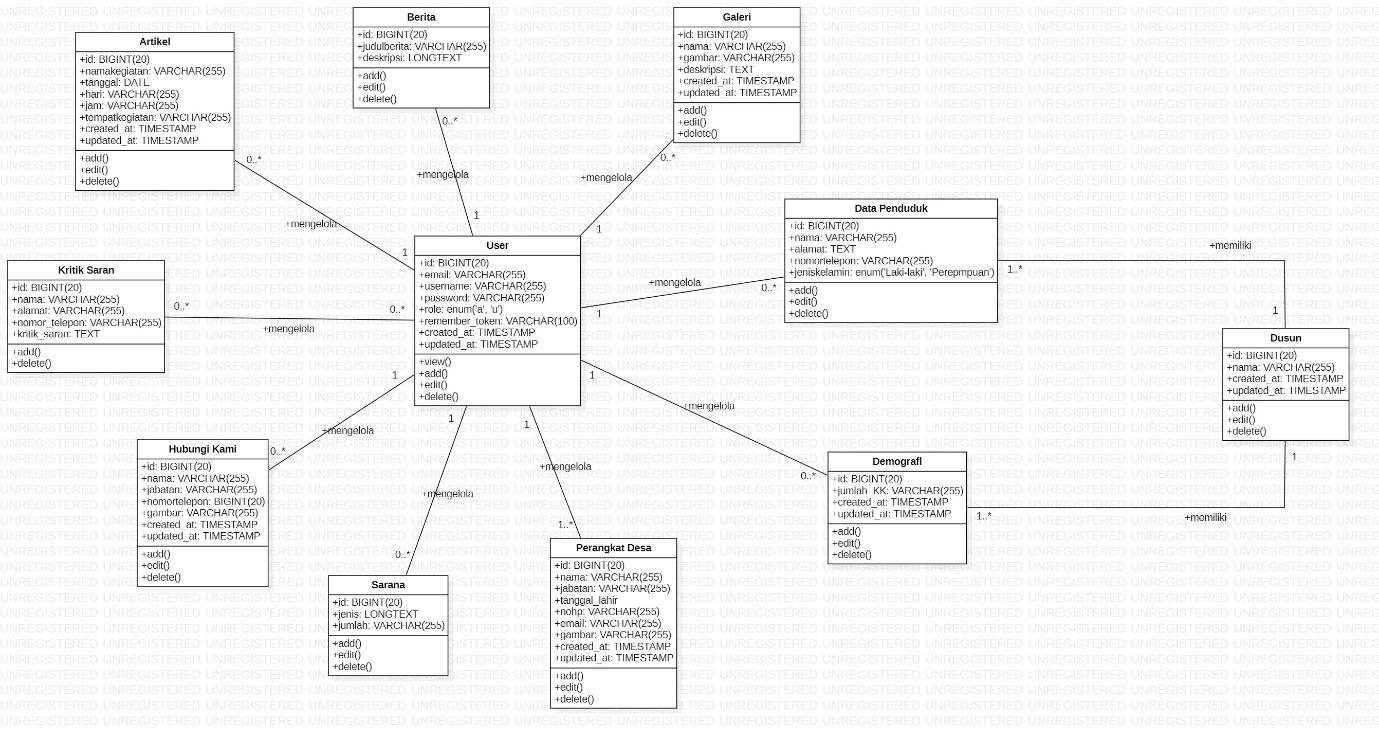 Berita
+id: BIGINT(20)
+judulberita: VARCHAR(255)
+deskripsi: LONGTEXT
+add()
+edit()
+delete()
0..*
+mengelola
1
Galeri
+id: BIGINT(20)
+nama: VARCHAR(255)
+gambar: VARCHAR(255)
+deskripsi: TEXT
+created_at: TIMESTAMP
+updated_at: TIMESTAMP
+add()
+edit()
+delete()
0..*
+mengelola
1
Artikel
+id: BIGINT(20)
+namakegiatan: VARCHAR(255)
+tanggal: DATE
+hari: VARCHAR(255)
+jam: VARCHAR(255)
+tempatkogiatan: VARCHAR(255)
+created_at: TIMESTAMP
+updated_at: TIMESTAMP
+add()
+edit()
+delete()
0..*
+mengelola
1
Data Penduduk
+id: BIGINT(20)
+nama: VARCHAR(255)
+alamat: TEXT
+nomortelepon: VARCHAR(255)
+jeniskelamin: enum('Laki-laki', 'Perepmpuan')
+add()
+edit()
+delete()
0..*
+mengelola
1
1..*
+memiliki
1
User
+id: BIGINT(20)
+email: VARCHAR(255)
+username: VARCHAR(255)
+password: VARCHAR(255)
+role: enum('a', 'u')
+remember_token: VARCHAR(100)
+created_at: TIMESTAMP
+updated_at: TIMESTAMP
+view()
+add()
+edit()
+delete()
Kritik Saran
+id: BIGINT(20)
+nama: VARCHAR(255)
+alamat: VARCHAR(255)
+nomor_telepon: VARCHAR(255)
+kritik_saran: TEXT
+add()
+delete()
0..*
+mengelola
0..*
Dusun
+id: BIGINT(20)
+nama: VARCHAR(255)
+created_at: TIMESTAMP
+updated_at: TIMESTAMP
+add()
+edit()
+delete()
1
+memiliki
1..*
Hubungi Kami
+id: BIGINT(20)
+nama: VARCHAR(255)
+jabatan: VARCHAR(255)
+nomortelepon: BIGINT(20)
+gambar: VARCHAR(255)
+created_at: TIMESTAMP
+updated_at: TIMESTAMP
+add()
+edit()
+delete()
0..*
+mengelola
1
Demografi
+id: BIGINT(20)
+jumlah_KK: VARCHAR(255)
+created_at: TIMESTAMP
+updated_at: TIMESTAMP
+add()
+edit()
+delete()
0..*
+mengelola
1
Sarana
+id: BIGINT(20)
+jenis: LONGTEXT
+jumlah: VARCHAR(255)
+add()
+edit()
+delete()
0..*
+mengelola
1
Perangkat Desa
+id: BIGINT(20)
+nama: VARCHAR(255)
+jabatan: VARCHAR(255)
+tanggal_lahir
+nohp: VARCHAR(255)
+email: VARCHAR(255)
+gambar: VARCHAR(255)
+created_at: TIMESTAMP
+updated_at: TIMESTAMP
+add()
+edit()
+delete()
1..*
+mengelola
1
UNREGISTERED